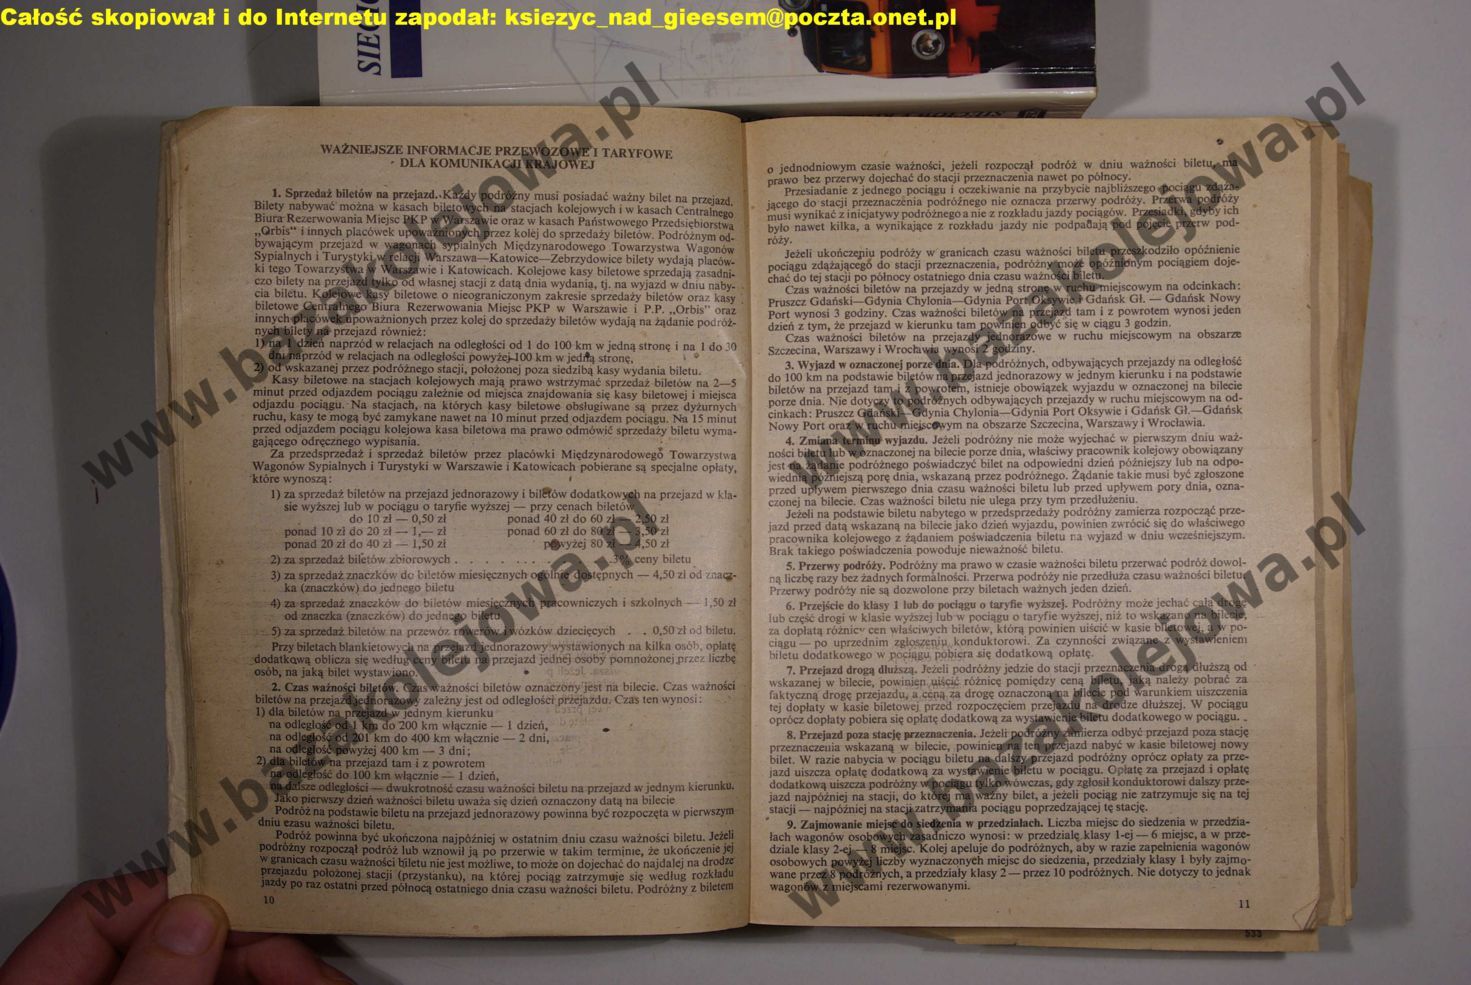 Całość skopiował i do Internetu zapodał: ksiezyc_nad_gieesem@poczta.onet.pl
WAŻNIEJSZE INFORMACJE PRZEWOZOWE I TARYFOWE
DLA KOMUNIKACJI KRAJOWEJ
1. Sprzedaż biletów na przejazd. Każdy podróżny musi posiadać ważny bilet na przejazd.
Bilety nabywać można w kasach biletowych na stacjach kolejowych i w kasach Centralnego
Biura Rezerwowania Miejsc PKP w Warszawie oraz w kasach Państwowego Przedsiębiorstwa
„Orbis“ i innych placówek upoważnionych przez kolej do sprzedaży biletów. Podróżnym od-
bywającym przejazd w wagonach sypialnych Międzynarodowego Towarzystwa Wagonów
Sypialnych i Turystyki w relacji Warszawa—Katowice—Zebrzydowice bilety wydają placów-
ki tego Towarzystwa w Warszawie i Katowicach. Kolejowe kasy biletowe sprzedają zasadni-
czo bilety na przejazd tylko od własnej stacji z datą dnia wydania, tj. na wyjazd w dniu naby-
cia biletu. Kolejowe kasy biletowe o nieograniczonym zakresie sprzedaży biletów oraz kasy
biletowe Centralnego Biura Rezerwowania Miejsc PKP w Warszawie i P.P. „Orbis“ oraz
innych placówek upoważnionych przez kolej do sprzedaży biletów wydają na żądanie podróż-
nych bilety na przejazd również:
1) na 1 dzień naprzód w relacjach na odległości od 1 do 100 km w jedną stronę i na 1 do 30
dni naprzód w relacjach na odległości powyżej 100 km w jedną stronę,
2) od wskazanej przez podróżnego stacji, położonej poza siedzibą kasy wydania biletu.
Kasy biletowe na stacjach kolejowych mają prawo wstrzymać sprzedaż biletów na 2—5
minut przed odjazdem pociągu zależnie od miejsca znajdowania się kasy biletowej i miejsca
odjazdu pociągu. Na stacjach, na których kasy biletowe obsługiwane są przez dyżurnych
ruchu, kasy te mogą być zamykane nawet na 10 minut przed odjazdem pociągu. Na 15 minut
przed odjazdem pociągu kolejowa kasa biletowa ma prawo odmówić sprzedaży biletu wyma-
gającego odręcznego wypisania.
Za przedsprzedaż i sprzedaż biletów przez placówki Międzynarodowego Towarzystwa
Wagonów Sypialnych i Turystyki w Warszawie i Katowicach pobierane są specjalne opłaty,
które wynoszą:
1) za sprzedaż biletów na przejazd jednorazowy i biletów dodatkowych na przejazd w kla-
sie wyższej lub w pociągu o taryfie wyższej — przy cenach biletów
do 10 zł — 0,50 zł ponad 40 zł do 60 zł — 2,50 zł
ponad 10 zł do 20 zł — 1,— zł ponad 60 zł do 80 zł — 3,50 zł
ponad 20 zł do 40 zł — 1,50 zł powyżej 80 zł — 4,50 zł
2) za sprzedaż biletów zbiorowych . . . . . . . 3% ceny biletu
3) za sprzedaż znaczków do biletów miesięcznych ogólnie dostępnych — 4,50 zł od znacz-
ka (znaczków) do jednego biletu
4) za sprzedaż znaczków do biletów miesięcznych pracowniczych i szkolnych — 1,50 zł
od znaczka (znaczków) do jednego biletu
5) za sprzedaż biletów na przewóz rowerów i wózków dziecięcych . . 0,50 zł od biletu.
Przy biletach blankietowych na przejazd jednorazowy wystawionych na kilka osób, opłatę
dodatkową oblicza się według ceny biletu na przejazd jednej osoby pomnożonej przez liczbę
osób, na jaką bilet wystawiono.
2. Czas ważności biletów. Czas ważności biletów oznaczony jest na bilecie. Czas ważności
biletów na przejazd jednorazowy zależny jest od odległości przejazdu. Czas ten wynosi:
1) dla biletów na przejazd w jednym kierunku
na odległość od 1 km do 200 km włącznie — 1 dzień,
na odległość od 201 km do 400 km włącznie — 2 dni,
na odległość powyżej 400 km — 3 dni;
2) dla biletów na przejazd tam i z powrotem
na odległość do 100 km włącznie — 1 dzień,
na dalsze odległości — dwukrotność czasu ważności biletu na przejazd w jednym kierunku.
Jako pierwszy dzień ważności biletu uważa się dzień oznaczony datą na bilecie
Podróż na podstawie biletu na przejazd jednorazowy powinna być rozpoczęta w pierwszym
dniu czasu ważności biletu.
Podróż powinna być ukończona najpóźniej w ostatnim dniu czasu ważności biletu. Jeżeli
podróżny rozpoczął podróż lub wznowił ją po przerwie w takim terminie, że ukończenie jej
w granicach czasu ważności biletu nie jest możliwe, to może on dojechać do najdalej na drodze
przejazdu położonej stacji (przystanku), na której pociąg zatrzymuje się według rozkładu
jazdy po raz ostatni przed północą ostatniego dnia czasu ważności biletu. Podróżny z biletem
10
o jednodniowym czasie ważności, jeżeli rozpoczął podróż w dniu ważności biletu, ma
prawo bez przerwy dojechać do stacji przeznaczenia nawet po północy.
Przesiadanie z jednego pociągu i oczekiwanie na przybycie najbliższego pociągu zdąża-
jącego do stacji przeznaczenia podróżnego nie oznacza przerwy podróży. Przerwa podróży
musi wynikać z inicjatywy podróżnego a nie z rozkładu jazdy pociągów. Przesiadki, gdyby ich
było nawet kilka, a wynikające z rozkładu jazdy nie podpadają pod pojęcie przerw pod-
róży.
Jeżeli ukończeniu podróży w granicach czasu ważności biletu przeszkodziło opóźnienie
pociągu zdążającego do stacji przeznaczenia, podróżny może opóźnionym pociągiem doje-
chać do tej stacji po północy ostatniego dnia czasu ważności biletu.
Czas ważności biletów na przejazdy w jedną stronę w ruchu miejscowym na odcinkach:
Pruszcz Gdański—Gdynia Chylonia—Gdynia Port Oksywie i Gdańsk Gł. — Gdańsk Nowy
Port wynosi 3 godziny. Czas ważności biletów na przejazd tam i z powrotem wynosi jeden
dzień z tym, że przejazd w kierunku tam powinien odbyć się w ciągu 3 godzin.
Czas ważności biletów na przejazdy jednorazowe w ruchu miejscowym na obszarze
Szczecina, Warszawy i Wrocławia wynosi 2 godziny.
3. Wyjazd w oznaczonej porze dnia. Dla podróżnych, odbywających przejazdy na odległość
do 100 km na podstawie biletów na przejazd jednorazowy w jednym kierunku i na podstawie
biletów na przejazd tam i z powrotem, istnieje obowiązek wyjazdu w oznaczonej na bilecie
porze dnia. Nie dotyczy to podróżnych odbywających przejazdy w ruchu miejscowym na od-
cinkach: Pruszcz Gdański—Gdynia Chylonia—Gdynia Port Oksywie i Gdańsk Gł.—Gdańsk
Nowy Port oraz w ruchu miejscowym na obszarze Szczecina, Warszawy i Wrocławia.
4. Zmiana terminu wyjazdu. Jeżeli podróżny nie może wyjechać w pierwszym dniu waż-
ności biletu lub w oznaczonej na bilecie porze dnia, właściwy pracownik kolejowy obowiązany
jest na żądanie podróżnego poświadczyć bilet na odpowiedni dzień późniejszy lub na odpo-
wiednią późniejszą porę dnia, wskazaną przez podróżnego. Żądanie takie musi być zgłoszone
przed upływem pierwszego dnia czasu ważności biletu lub przed upływem pory dnia, ozna-
czonej na bilecie. Czas ważności biletu nie ulega przy tym przedłużeniu.
Jeżeli na podstawie biletu nabytego w przedsprzedaży podróżny zamierza rozpocząć prze-
jazd przed datą wskazaną na bilecie jako dzień wyjazdu, powinien zwrócić się do właściwego
pracownika kolejowego z żądaniem poświadczenia biletu na wyjazd w dniu wcześniejszym.
Brak takiego poświadczenia powoduje nieważność biletu.
5. Przerwy podróży. Podróżny ma prawo w czasie ważności biletu przerwać podróż dowol-
ną liczbę razy bez żadnych formalności. Przerwa podróży nie przedłuża czasu ważności biletu.
Przerwy podróży nie są dozwolone przy biletach ważnych jeden dzień.
6. Przejście do klasy 1 lub do pociągu o taryfie wyższej. Podróżny może jechać całą drogę
lub część drogi w klasie wyższej lub w pociągu o taryfie wyższej, niż to wskazano na bilecie,
za dopłatą różnicy cen właściwych biletów, którą powinien uiścić w kasie biletowej, a w po-
ciągu — po uprzednim zgłoszeniu konduktorowi. Za czynności związane z wystawieniem
biletu dodatkowego w pociągu pobiera się dodatkową opłatę.
7. Przejazd drogą dłuższą. Jeżeli podróżny jedzie do stacji przeznaczenia drogą dłuższą od
wskazanej w bilecie, powinien uiścić różnicę pomiędzy ceną biletu jaką należy pobrać za
faktyczną drogę przejazdu, a ceną za drogę oznaczoną w bilecie pod warunkiem uiszczenia
tej dopłaty w kasie biletowej przed rozpoczęciem przejazdu na drodze dłuższej. W pociągu
oprócz dopłaty pobiera się opłatę dodatkową za wystawienie biletu dodatkowego w pociągu.
8. Przejazd poza stację przeznaczenia. Jeżeli podróżny zamierza odbyć przejazd poza stację
przeznaczenia wskazaną w bilecie, powinien na ten przejazd nabyć w kasie biletowej nowy
bilet. W razie nabycia w pociągu biletu na dalszy przejazd podróżny oprócz opłaty za prze-
jazd uiszcza opłatę dodatkową za wystawienie biletu w pociągu. Opłatę za przejazd i opłatę
dodatkową uiszcza podróżny w pociągu tylko wówczas, gdy zgłosił konduktorowi dalszy prze-
jazd najpóźniej na stacji, do której ma ważny bilet, a jeżeli pociąg nie zatrzymuje się na tej
stacji — najpóźniej na stacji zatrzymania pociągu poprzedzającej tę stację.
9. Zajmowanie miejsc do siedzenia w przedziałach. Liczba miejsc do siedzenia w przedzia-
łach wagonów osobowych zasadniczo wynosi: w przedziale klasy 1-ej — 6 miejsc, a w prze-
dziale klasy 2-ej — 8 miejsc. Kolej apeluje do podróżnych, aby w razie zapełnienia wagonów
osobowych powyżej liczby wyznaczonych miejsc do siedzenia, przedziały klasy 1 były zajmo-
wane przez 8 podróżnych, a przedziały klasy 2 — przez 10 podróżnych. Nie dotyczy to jednak
wagonów z miejscami rezerwowanymi.
11
533
www.bazakolejowa.pl
www.bazakolejowa.pl
www.bazakolejowa.pl
www.bazakolejowa.pl